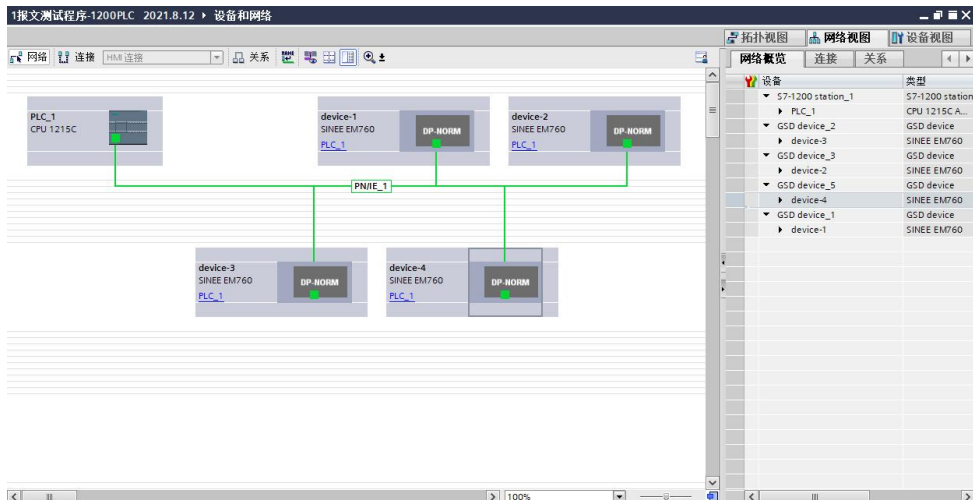 1报文测试程序-1200PLC 2021.8.12 ▸ 设备和网络
拓扑视图 网络视图 设备视图
网络 连接 HMI连接 关系
网络概览 连接 关系
设备 类型
S7-1200 station_1 S7-1200 station
PLC_1 CPU 1215C A...
GSD device_2 GSD device
device-3 SINEE EM760
GSD device_3 GSD device
device-2 SINEE EM760
GSD device_5 GSD device
device-4 SINEE EM760
GSD device_1 GSD device
device-1 SINEE EM760
PLC_1
CPU 1215C
device-1
SINEE EM760
DP-NORM
PLC_1
device-2
SINEE EM760
DP-NORM
PLC_1
PN/IE_1
device-3
SINEE EM760
DP-NORM
PLC_1
device-4
SINEE EM760
DP-NORM
PLC_1
100%